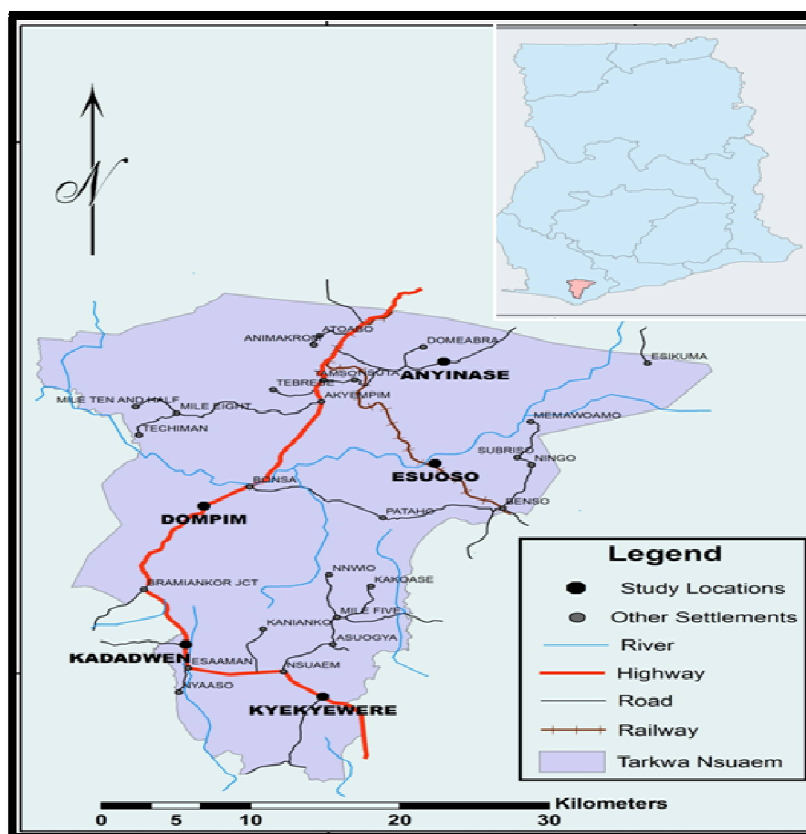 N
ATOABO
ANIMAKROM
DOMEABRA
ESIKUMA
ANYINASE
TEBREBE
AKYEMPIM
MILE TEN AND HALF
MILE EIGHT
TECHIMAN
MEMAWOAMO
SUBRISO
NINGO
ESUOSO
BONSA
BENSO
DOMPIM
PATAHO
BRAMIANKOR JCT
NNWIO
KAKOASE
MILE FIVE
KANIANKO
ASUOGYA
KADADWEN
ESAAMAN
NSUAEM
NYAASO
KYEKYEWERE
Legend
Study Locations
Other Settlements
River
Highway
Road
Railway
Tarkwa Nsuaem
Kilometers
0 5 10 20 30